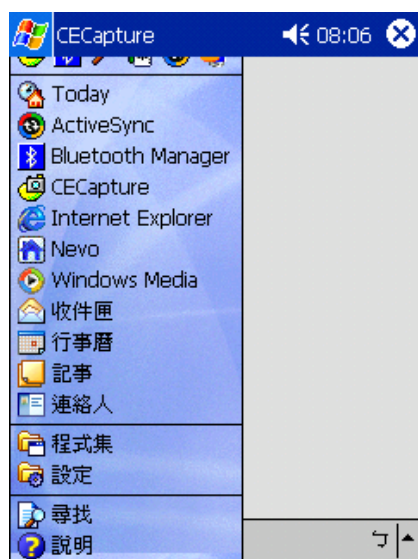 CECapture 08:06
Today
ActiveSync
Bluetooth Manager
CECapture
Internet Explorer
Nevo
Windows Media
收件匣
行事曆
記事
連絡人
程式集
設定
尋找
說明
ㄅ